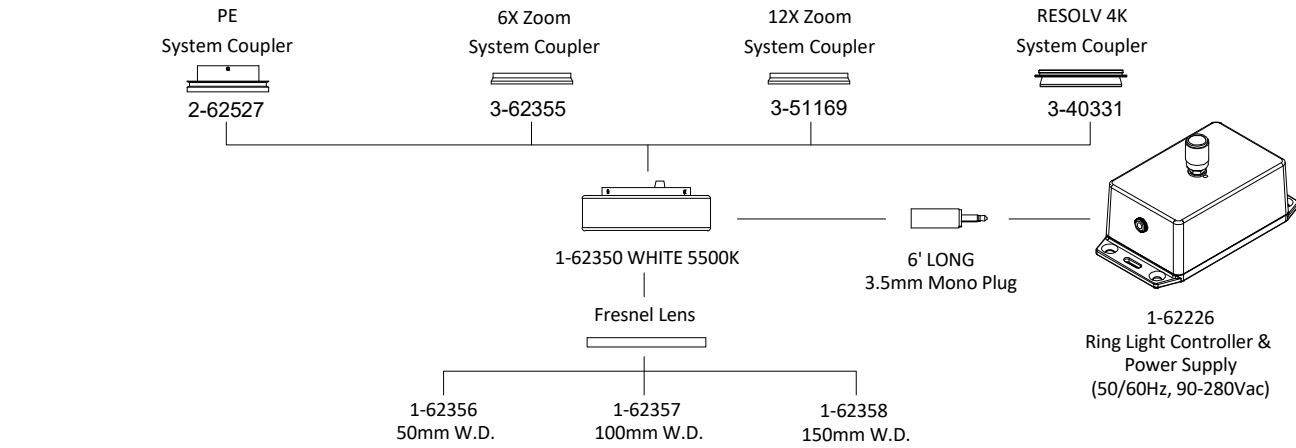 PE
System Coupler
2-62527
6X Zoom
System Coupler
3-62355
12X Zoom
System Coupler
3-51169
RESOLV 4K
System Coupler
3-40331
1-62350 WHITE 5500K
6' LONG
3.5mm Mono Plug
1-62226
Ring Light Controller &
Power Supply
(50/60Hz, 90-280Vac)
Fresnel Lens
1-62356
50mm W.D.
1-62357
100mm W.D.
1-62358
150mm W.D.